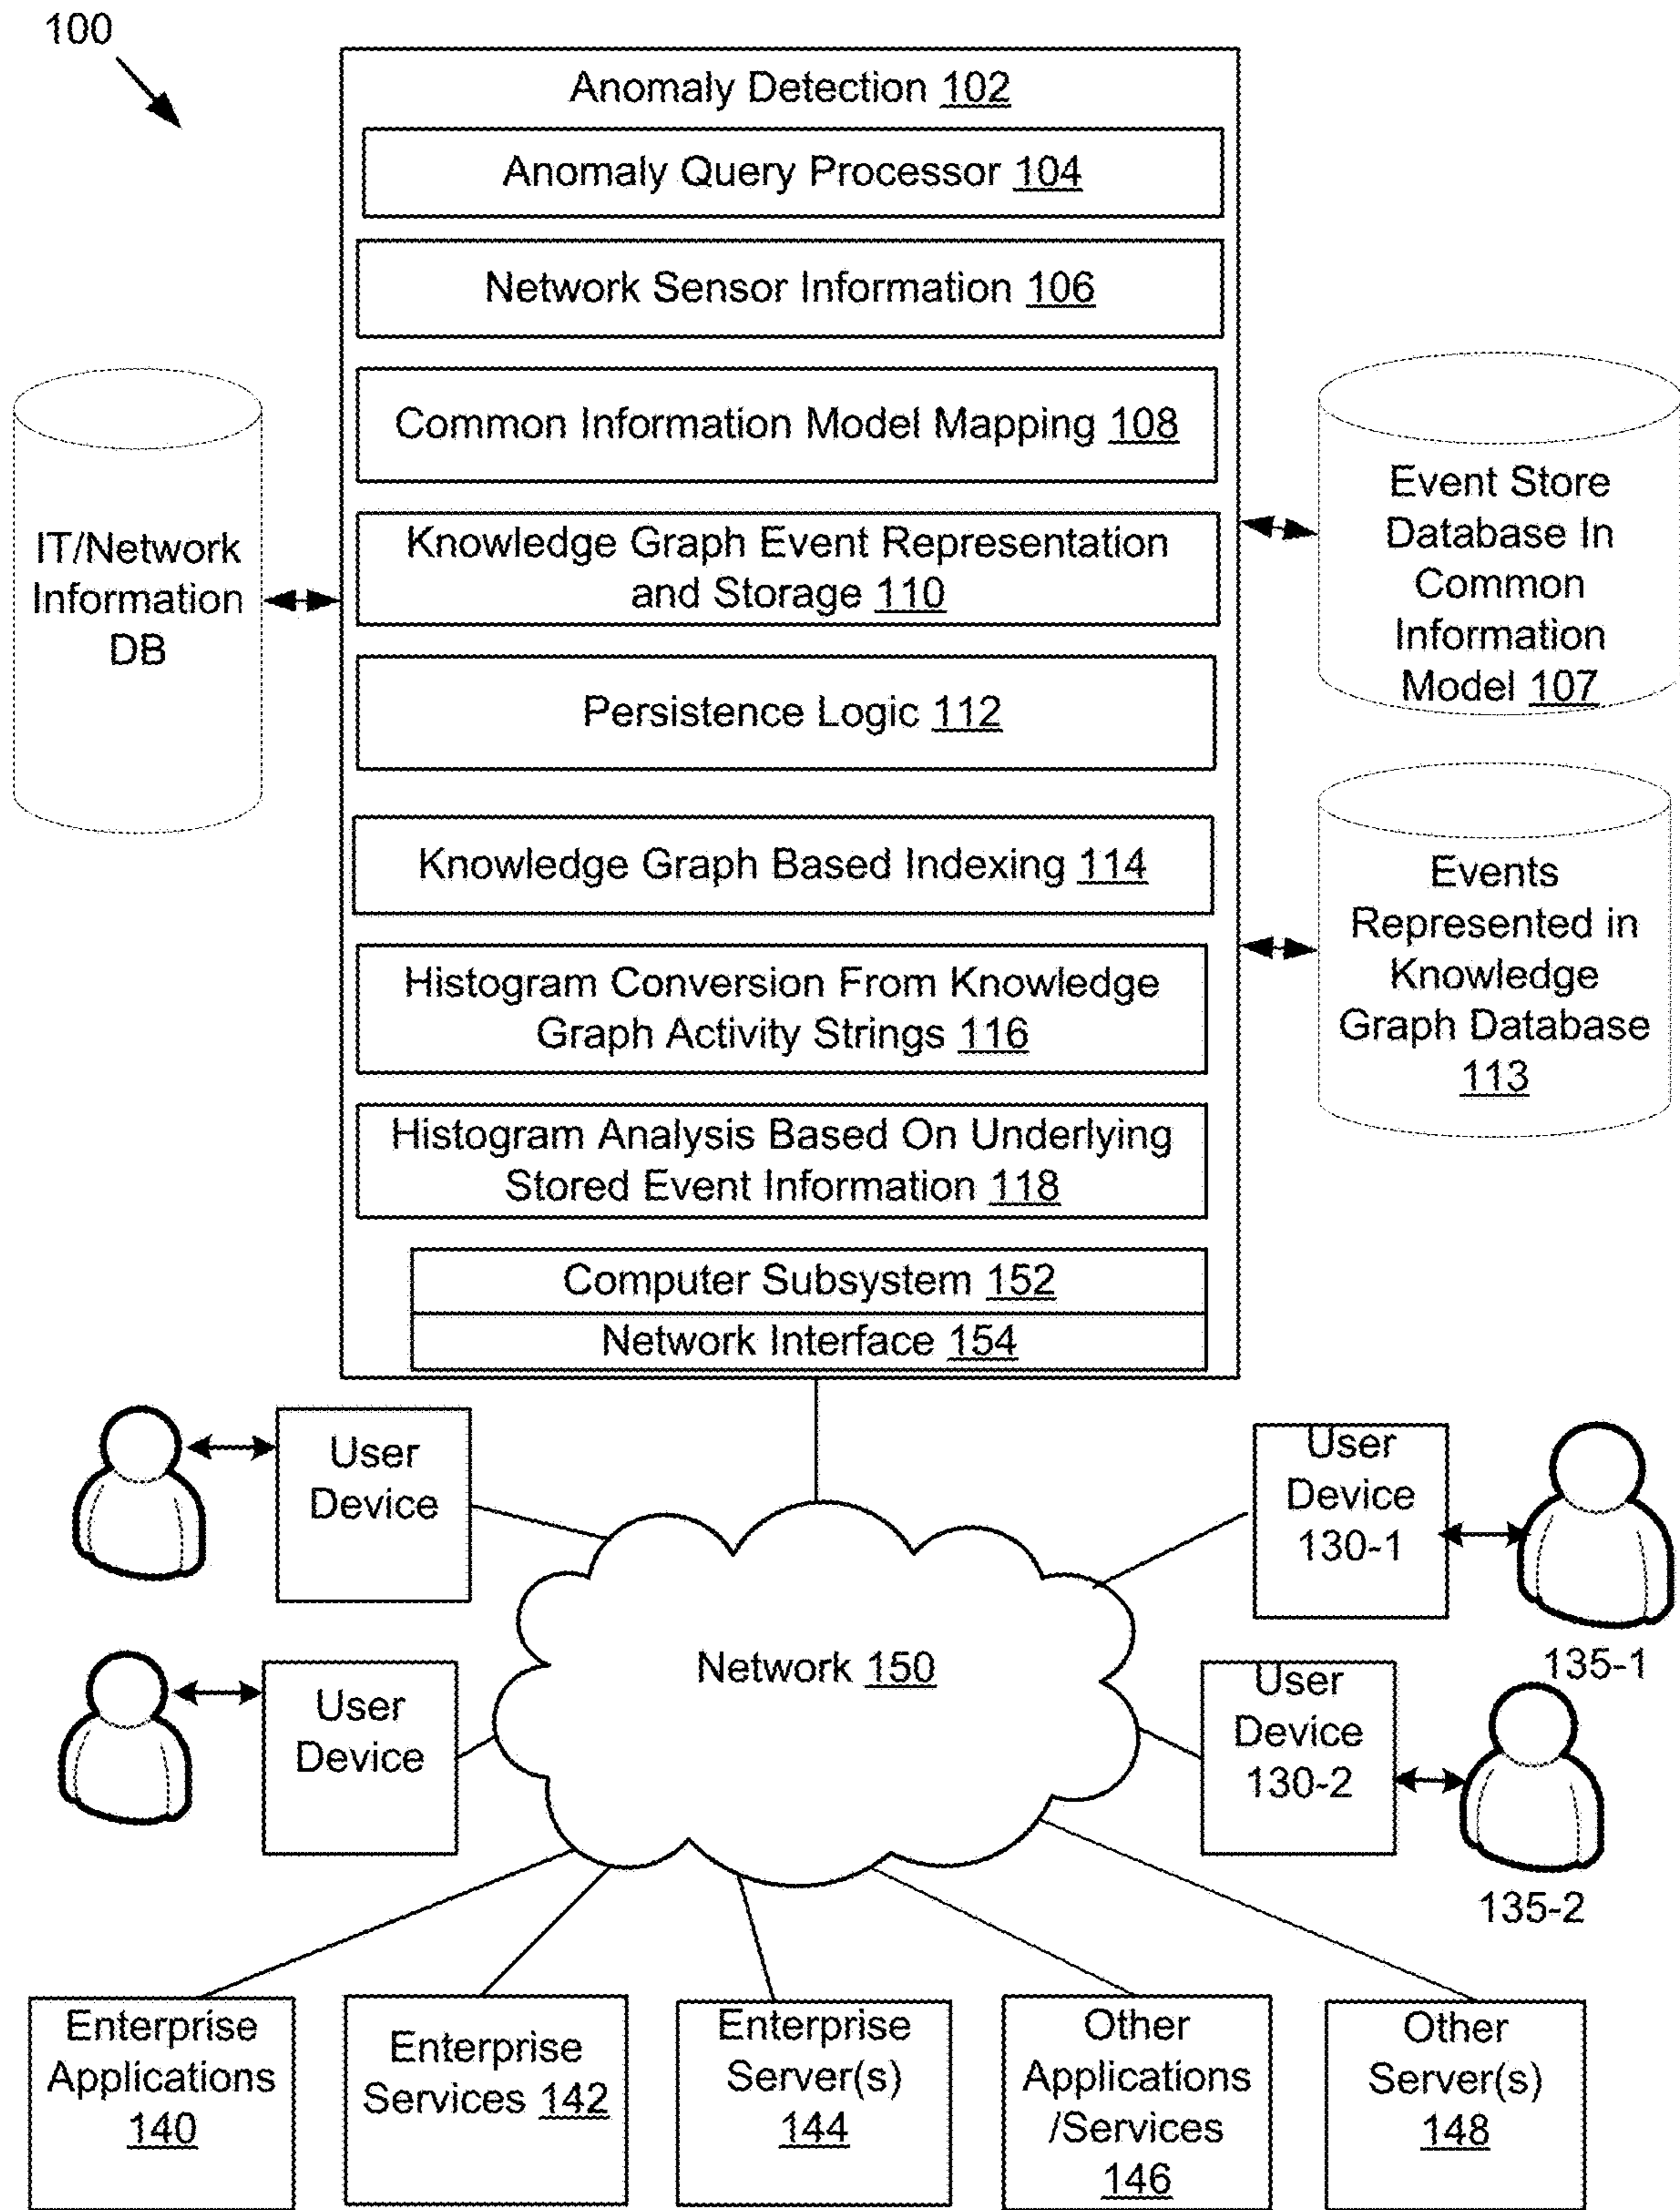 100
Anomaly Detection 102
Anomaly Query Processor 104
Network Sensor Information 106
Common Information Model Mapping 108
Knowledge Graph Event Representation
and Storage 110
Persistence Logic 112
Knowledge Graph Based Indexing 114
Histogram Conversion From Knowledge
Graph Activity Strings 116
Histogram Analysis Based On Underlying
Stored Event Information 118
Computer Subsystem 152
Network Interface 154
IT/Network
Information
DB
Event Store
Database In
Common
Information
Model 107
Events
Represented in
Knowledge
Graph Database
113
User
Device
User
Device
User
Device
130-1
135-1
User
Device
130-2
135-2
Network 150
Enterprise
Applications
140
Enterprise
Services 142
Enterprise
Server(s)
144
Other
Applications
/Services
146
Other
Server(s)
148